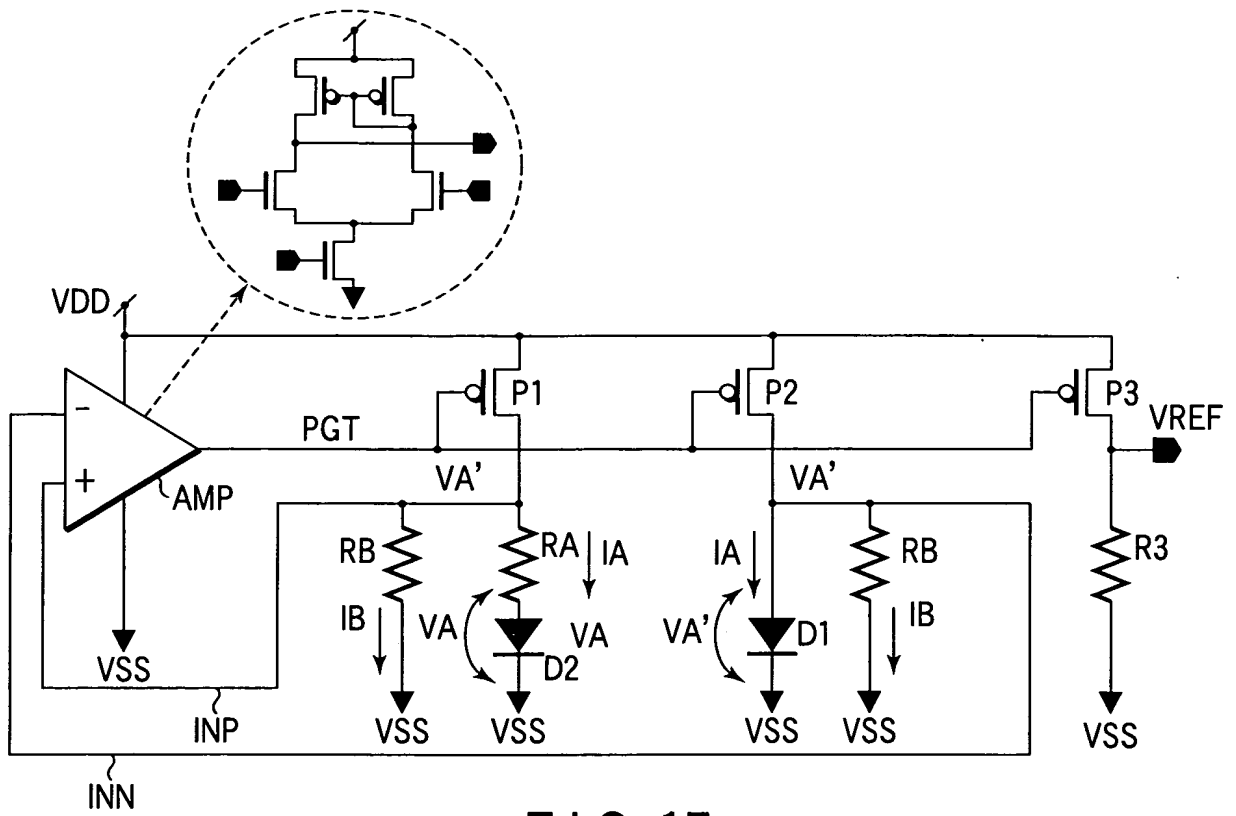 VDD
P1
P2
P3
VREF
-
+
PGT
AMP
VA'
VA'
RB
RA
IA
IA
RB
R3
IB
VA
VA
D2
VA'
D1
IB
VSS
VSS
VSS
VSS
VSS
VSS
INP
INN